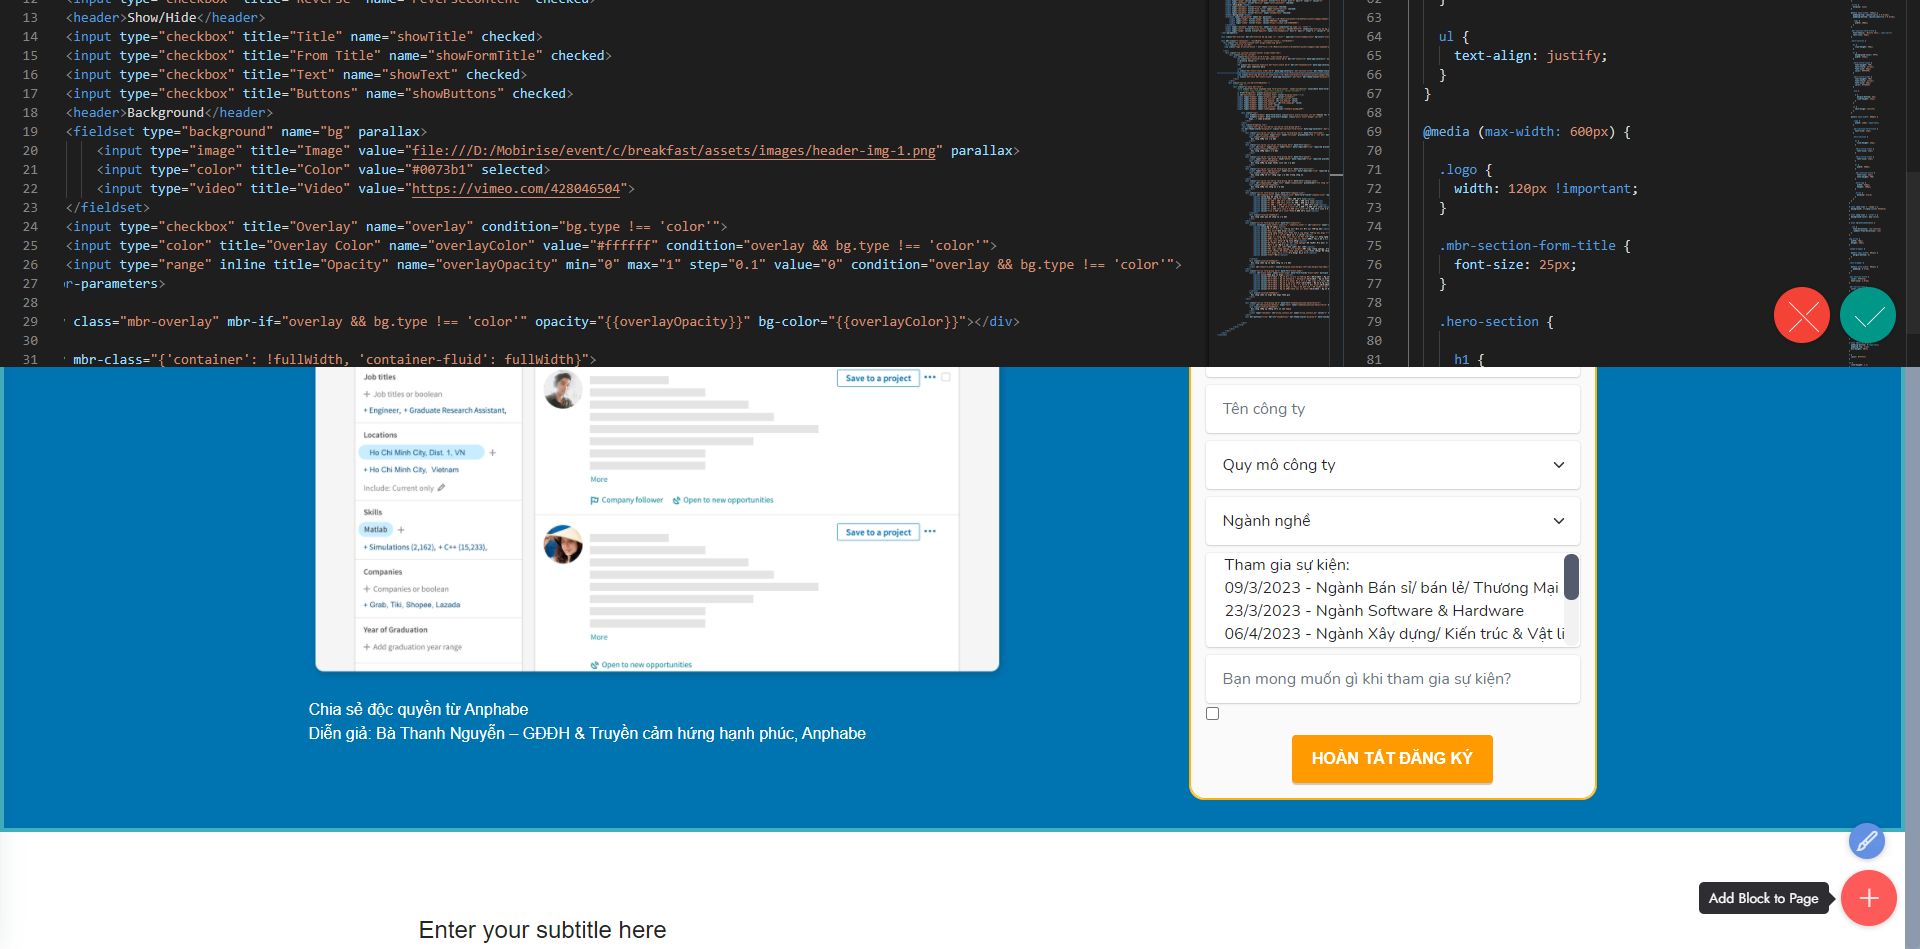 12 <input type="checkbox" title="Reverse" name="reverseContent" checked>
13 <header>Show/Hide</header>
14 <input type="checkbox" title="Title" name="showTitle" checked>
15 <input type="checkbox" title="From Title" name="showFormTitle" checked>
16 <input type="checkbox" title="Text" name="showText" checked>
17 <input type="checkbox" title="Buttons" name="showButtons" checked>
18 <header>Background</header>
19 <fieldset type="background" name="bg" parallax>
20 <input type="image" title="Image" value="file:///D:/Mobirise/event/c/breakfast/assets/images/header-img-1.png" parallax>
21 <input type="color" title="Color" value="#0073b1" selected>
22 <input type="video" title="Video" value="https://vimeo.com/428046504">
23 </fieldset>
24 <input type="checkbox" title="Overlay" name="overlay" condition="bg.type !== 'color'">
25 <input type="color" title="Overlay Color" name="overlayColor" value="#ffffff" condition="overlay && bg.type !== 'color'">
26 <input type="range" inline title="Opacity" name="overlayOpacity" min="0" max="1" step="0.1" value="0" condition="overlay && bg.type !== 'color'">
27 r-parameters>
28
29 class="mbr-overlay" mbr-if="overlay && bg.type !== 'color'" opacity="{{overlayOpacity}}" bg-color="{{overlayColor}}"></div>
30
31 mbr-class="{'container': !fullWidth, 'container-fluid': fullWidth}">
62 }
63
64 ul {
65 text-align: justify;
66 }
67 }
68
69 @media (max-width: 600px) {
70
71 .logo {
72 width: 120px !important;
73 }
74
75 .mbr-section-form-title {
76 font-size: 25px;
77 }
78
79 .hero-section {
80
81 h1 {
Job titles
+ Job titles or boolean
+ Engineer, + Graduate Research Assistant,
Locations
Ho Chi Minh City, Dist. 1, VN +
+ Ho Chi Minh City, Vietnam
Include: Current only
Skills
Matlab +
+ Simulations (2,162), + C++ (15,233),
Companies
+ Companies or boolean
+ Grab, Tiki, Shopee, Lazada
Year of Graduation
+ Add graduation year range
Save to a project
More
Company follower Open to new opportunities
Save to a project
More
Open to new opportunities
Chia sẻ độc quyền từ Anphabe
Diễn giả: Bà Thanh Nguyễn – GĐĐH & Truyền cảm hứng hạnh phúc, Anphabe
Tên công ty
Quy mô công ty
Ngành nghề
Tham gia sự kiện:
09/3/2023 - Ngành Bán sỉ/ bán lẻ/ Thương Mại
23/3/2023 - Ngành Software & Hardware
06/4/2023 - Ngành Xây dựng/ Kiến trúc & Vật li
Bạn mong muốn gì khi tham gia sự kiện?
HOÀN TẤT ĐĂNG KÝ
Add Block to Page
Enter your subtitle here